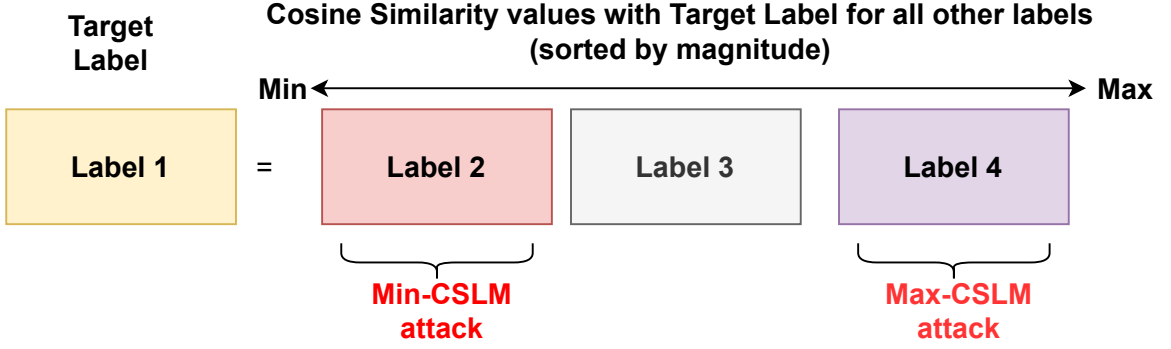 Target
Label
Cosine Similarity values with Target Label for all other labels
(sorted by magnitude)
Min
Max
Label 1
=
Label 2
Label 3
Label 4
Min-CSLM
attack
Max-CSLM
attack